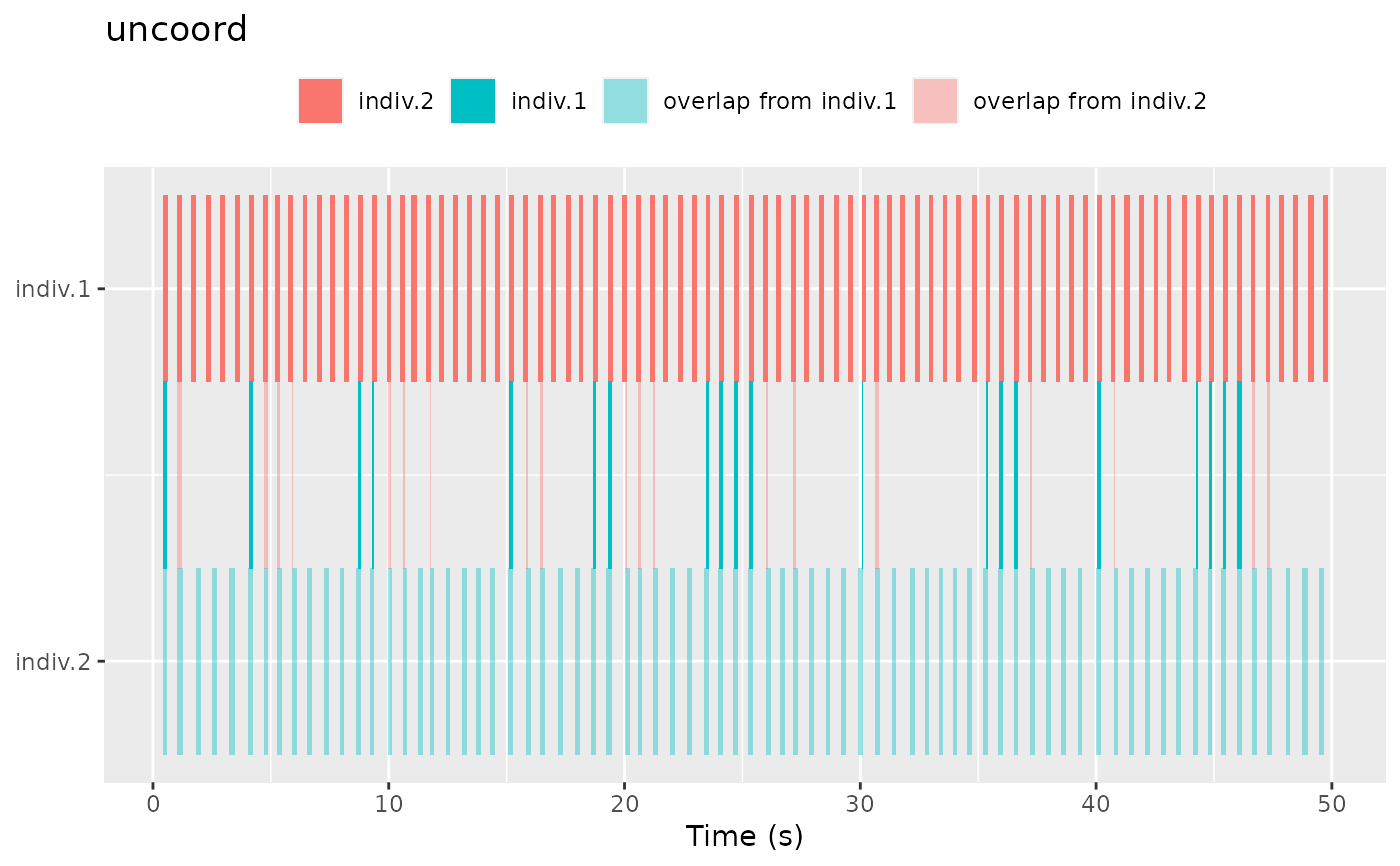 uncoord
indiv.2 indiv.1 overlap from indiv.1 overlap from indiv.2
indiv.1
indiv.2
0 10 20 30 40 50
Time (s)